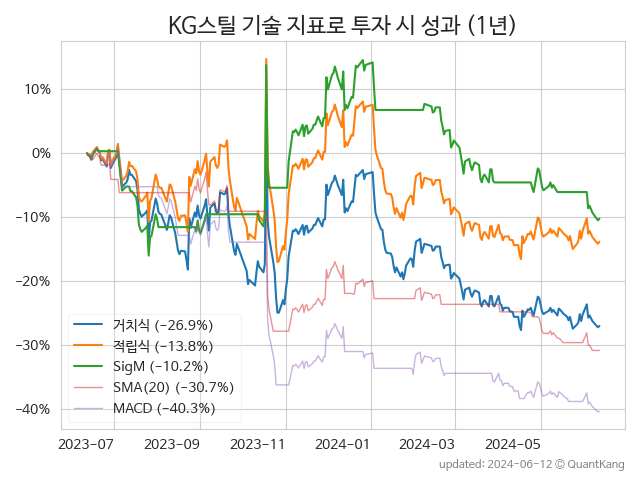 KG스틸 기술 지표로 투자 시 성과 (1년)
10%
0%
−10%
−20%
−30%
−40%
거치식 (−26.9%)
적립식 (−13.8%)
SigM (−10.2%)
SMA(20) (−30.7%)
MACD (−40.3%)
2023−07 2023−09 2023−11 2024−01 2024−03 2024−05
updated: 2024−06−12 © QuantKang